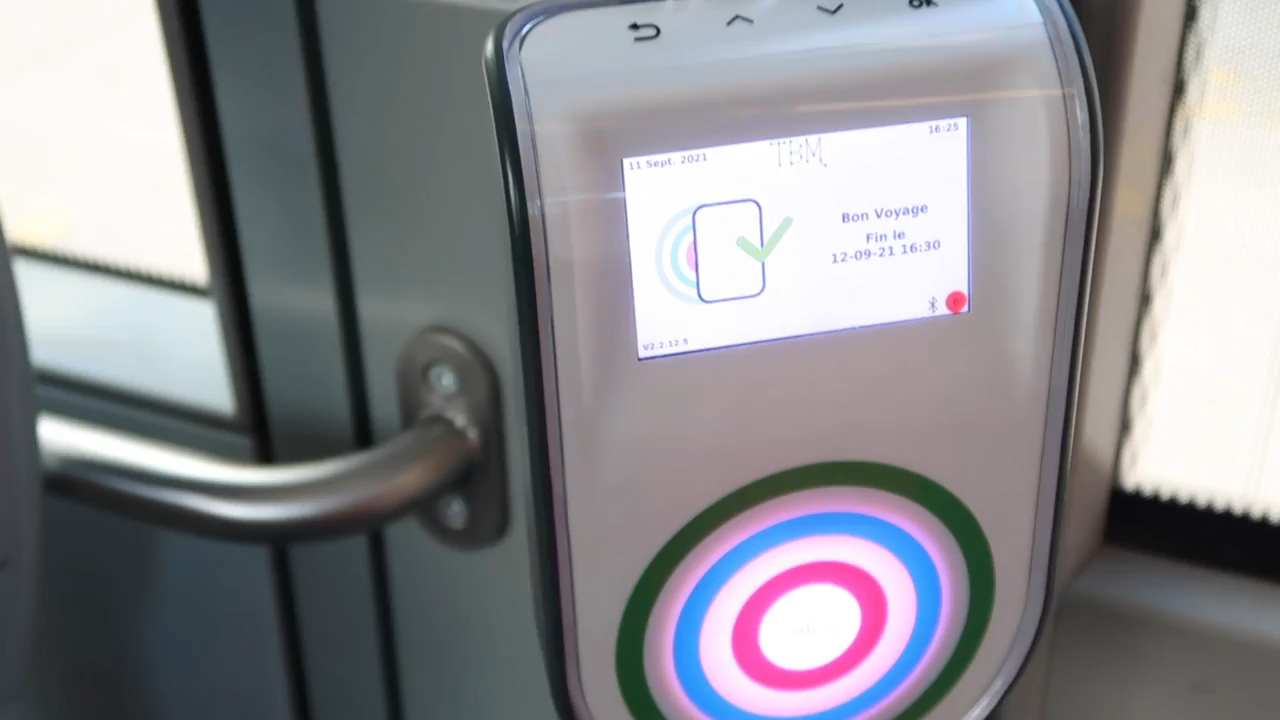 OK
11 Sept. 2021
TBM
16:25
Bon Voyage
Fin le
12-09-21 16:30
V2.2.12.5